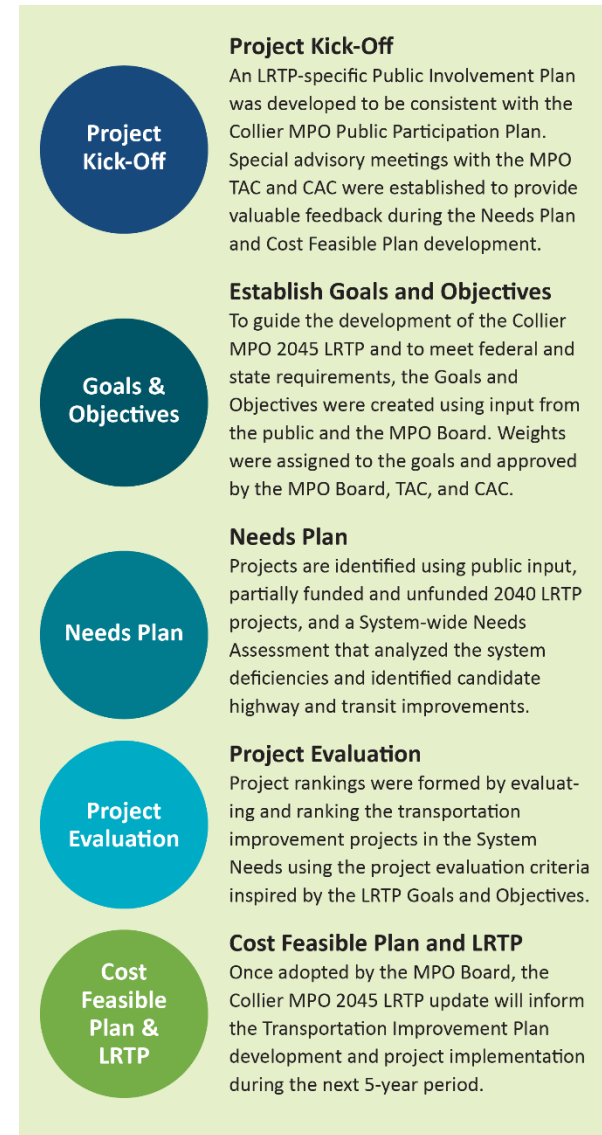 Project
Kick-Off
Project Kick-Off
An LRTP-specific Public Involvement Plan
was developed to be consistent with the
Collier MPO Public Participation Plan.
Special advisory meetings with the MPO
TAC and CAC were established to provide
valuable feedback during the Needs Plan
and Cost Feasible Plan development.
Goals &
Objectives
Establish Goals and Objectives
To guide the development of the Collier
MPO 2045 LRTP and to meet federal and
state requirements, the Goals and
Objectives were created using input from
the public and the MPO Board. Weights
were assigned to the goals and approved
by the MPO Board, TAC, and CAC.
Needs Plan
Needs Plan
Projects are identified using public input,
partially funded and unfunded 2040 LRTP
projects, and a System-wide Needs
Assessment that analyzed the system
deficiencies and identified candidate
highway and transit improvements.
Project
Evaluation
Project Evaluation
Project rankings were formed by evaluat-
ing and ranking the transportation
improvement projects in the System
Needs using the project evaluation criteria
inspired by the LRTP Goals and Objectives.
Cost
Feasible
Plan &
LRTP
Cost Feasible Plan and LRTP
Once adopted by the MPO Board, the
Collier MPO 2045 LRTP update will inform
the Transportation Improvement Plan
development and project implementation
during the next 5-year period.